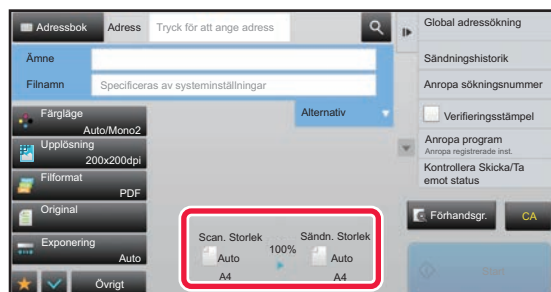 Adressbok
Adress
Tryck för att ange adress
Ämne
Filnamn
Specificeras av systeminställningar
Färgläge
Auto/Mono2
Upplösning
200x200dpi
Filformat
PDF
Original
Exponering
Auto
Övrigt
Alternativ
Scan. Storlek
100%
Sändn. Storlek
Auto
Auto
A4
A4
Global adressökning
Sändningshistorik
Anropa sökningsnummer
Verifieringsstämpel
Anropa program
Anropa registrerade inst.
Kontrollera Skicka/Ta
emot status
Förhandsgr.
CA
Start